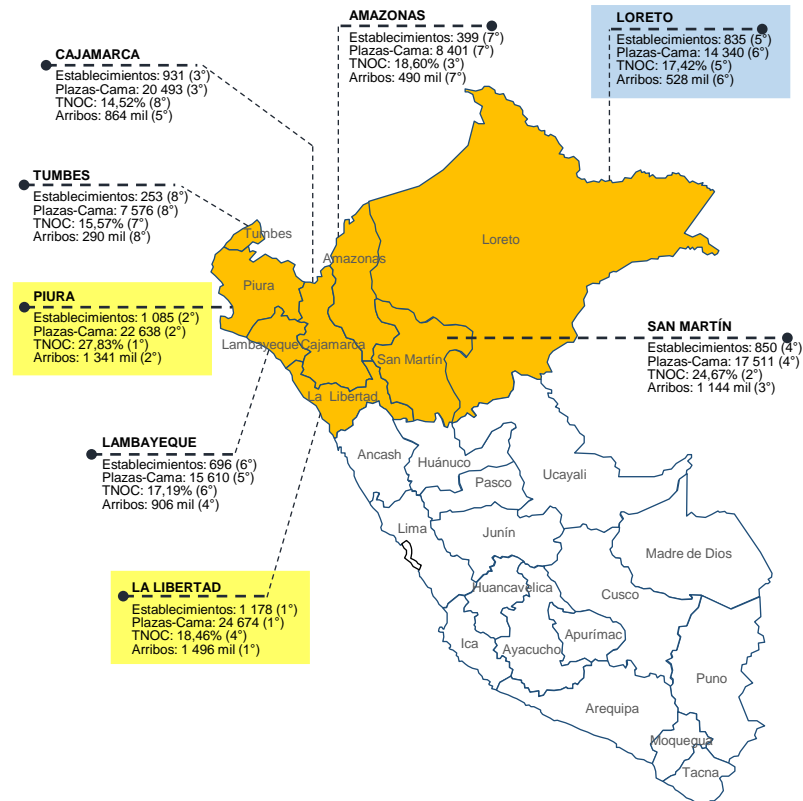 AMAZONAS
Establecimientos: 399 (7°)
Plazas-Cama: 8 401 (7°)
TNOC: 18,60% (3°)
Arribos: 490 mil (7°)
LORETO
Establecimientos: 835 (5°)
Plazas-Cama: 14 340 (6°)
TNOC: 17,42% (5°)
Arribos: 528 mil (6°)
CAJAMARCA
Establecimientos: 931 (3°)
Plazas-Cama: 20 493 (3°)
TNOC: 14,52% (8°)
Arribos: 864 mil (5°)
TUMBES
Establecimientos: 253 (8°)
Plazas-Cama: 7 576 (8°)
TNOC: 15,57% (7°)
Arribos: 290 mil (8°)
PIURA
Establecimientos: 1 085 (2°)
Plazas-Cama: 22 638 (2°)
TNOC: 27,83% (1°)
Arribos: 1 341 mil (2°)
SAN MARTÍN
Establecimientos: 850 (4°)
Plazas-Cama: 17 511 (4°)
TNOC: 24,67% (2°)
Arribos: 1 144 mil (3°)
LAMBAYEQUE
Establecimientos: 696 (6°)
Plazas-Cama: 15 610 (5°)
TNOC: 17,19% (6°)
Arribos: 906 mil (4°)
LA LIBERTAD
Establecimientos: 1 178 (1°)
Plazas-Cama: 24 674 (1°)
TNOC: 18,46% (4°)
Arribos: 1 496 mil (1°)
Tumbes
Loreto
Amazonas
Piura
Lambayeque
Cajamarca
San Martín
La Libertad
Ancash
Huánuco
Ucayali
Pasco
Lima
Junín
Madre de Dios
Huancavelica
Cusco
Ica
Ayacucho
Apurímac
Puno
Arequipa
Moquegua
Tacna